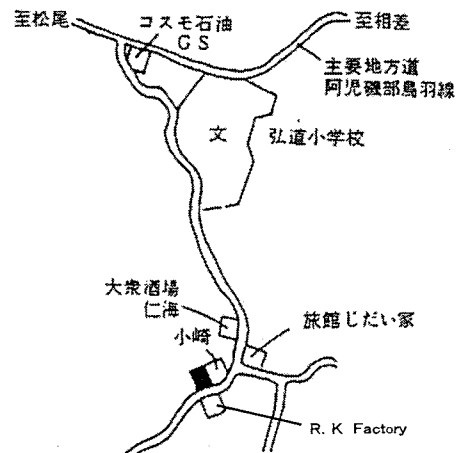 至松尾
コスモ石油
GS
至相差
主要地方道
阿児磯部鳥羽線
文
弘道小学校
大衆酒場
仁海
旅館じだい家
小崎
R. K Factory